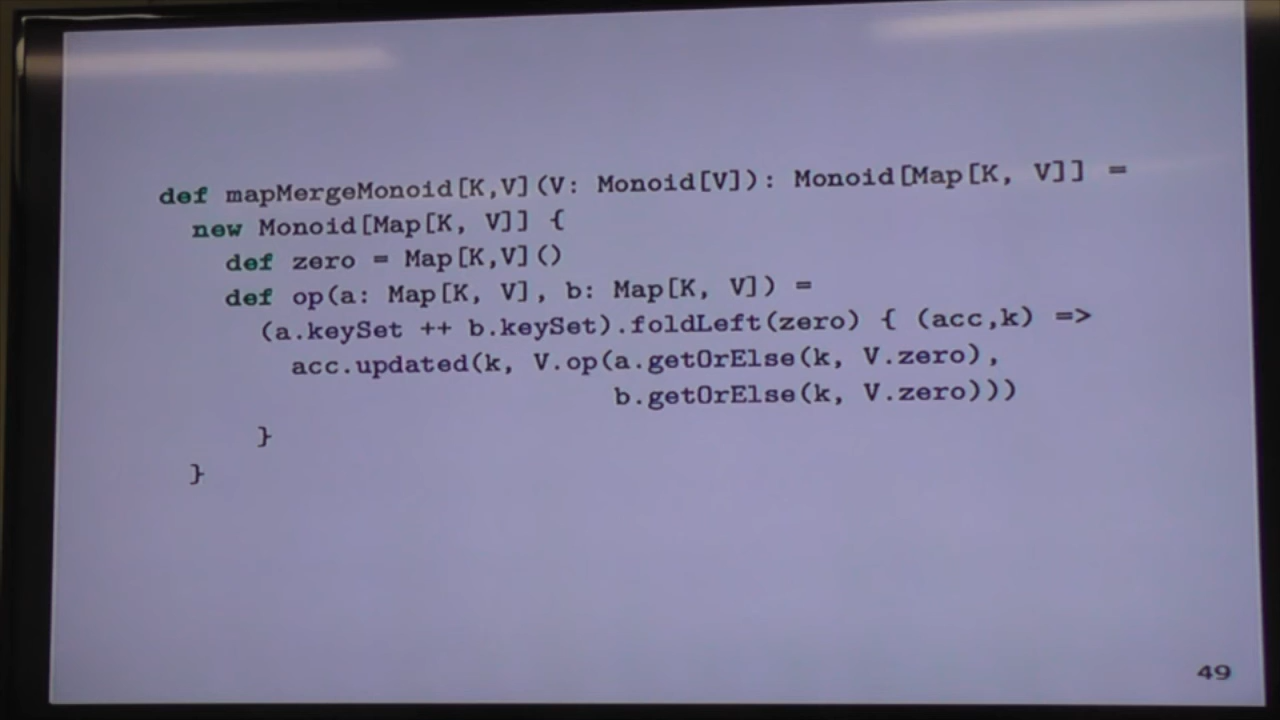 def mapMergeMonoid[K,V](V: Monoid[V]): Monoid[Map[K, V]] =
new Monoid[Map[K, V]] {
def zero = Map[K,V]()
def op(a: Map[K, V], b: Map[K, V]) =
(a.keySet ++ b.keySet).foldLeft(zero) { (acc,k) =>
acc.updated(k, V.op(a.getOrElse(k, V.zero),
b.getOrElse(k, V.zero)))
}
}
49